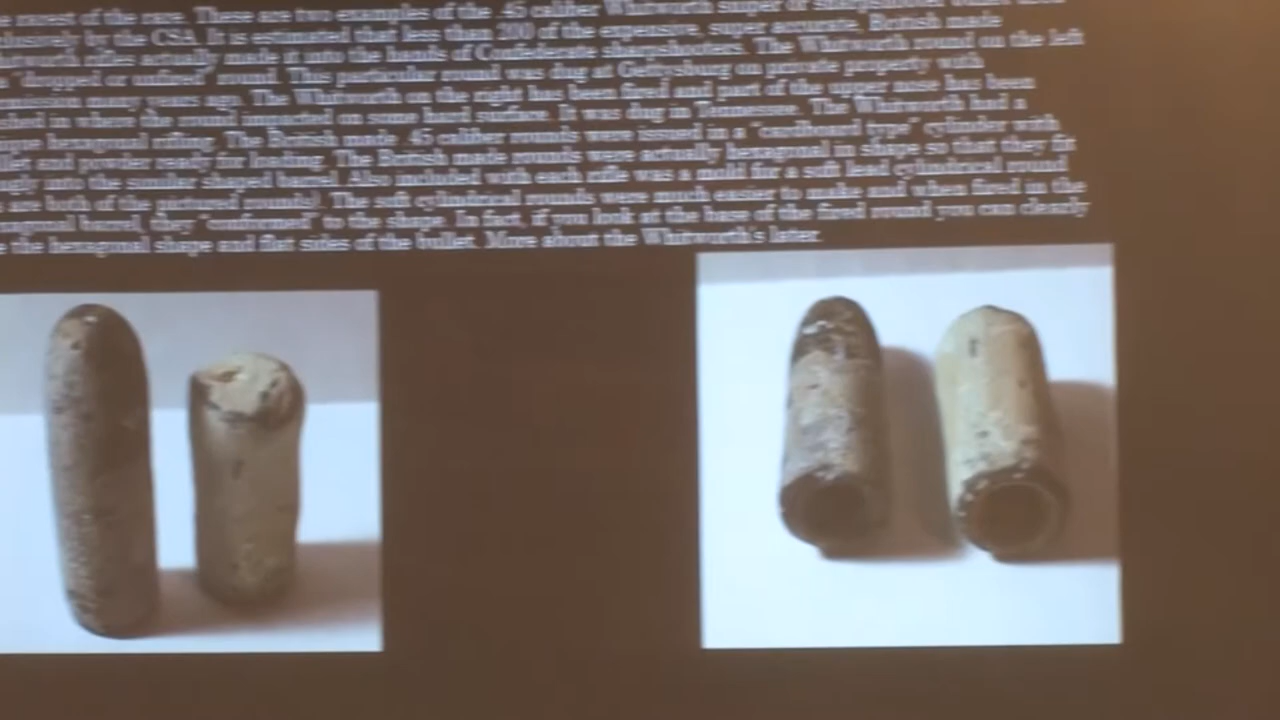 most of the rare. These are two examples of the .45 caliber Whitworth sniper or sharpshooter
by the CSA. It is estimated that less than 200 of the expensive, super accurate, British made
rifles actually made it into the hands of Confederate sharpshooters. The Whitworth round on the left
"dropped or unfired" round. This particular round was dug at Gettysburg on private property with
many years ago. The Whitworth on the right has been fired and part of the upper nose has been
in where the round impacted on some hard surface. It was dug in Tennessee. The Whitworth had a
hexagonal rifling. The British made .45 caliber rounds were issued in a "cardboard type" cylinder with
and powder ready for loading. The British made rounds were actually hexagonal in shape so that they fit
into the similar shaped barrel. Also included with each rifle was a mold for a soft lead cylindrical round
are both of the pictured rounds). The soft cylindrical rounds were much easier to make and when fired in the
barrel, they "conformed" to the shape. In fact, if you look at the base of the fired round you can clearly
the hexagonal shape and flat sides of the bullet. More about the Whitworth's later.